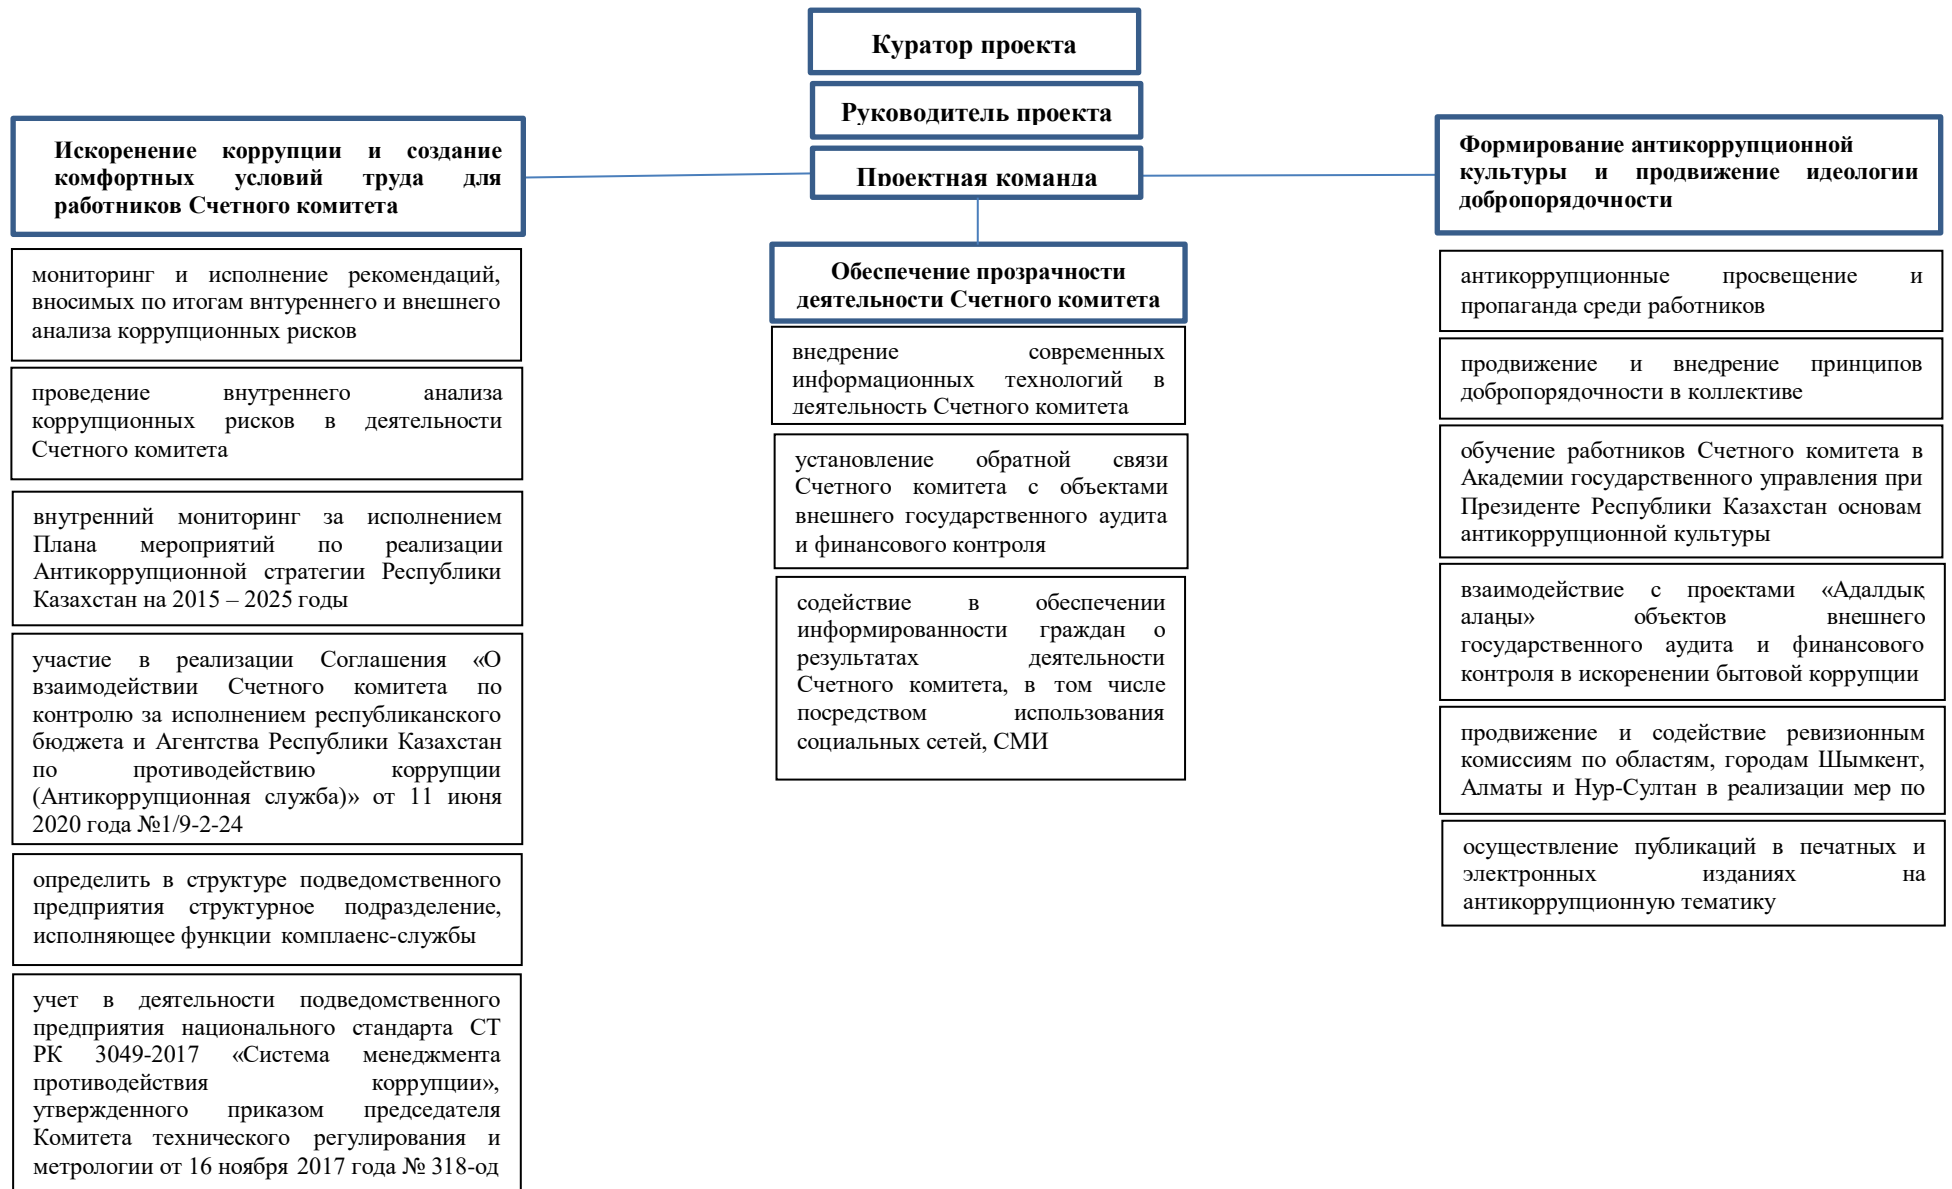 Куратор проекта
Руководитель проекта
Проектная команда
Искоренение коррупции и создание
комфортных условий труда для
работников Счетного комитета
мониторинг и исполнение рекомендаций,
вносимых по итогам внтуреннего и внешнего
анализа коррупционных рисков
проведение внутреннего анализа
коррупционных рисков в деятельности
Счетного комитета
внутренний мониторинг за исполнением
Плана мероприятий по реализации
Антикоррупционной стратегии Республики
Казахстан на 2015 – 2025 годы
участие в реализации Соглашения «О
взаимодействии Счетного комитета по
контролю за исполнением республиканского
бюджета и Агентства Республики Казахстан
по противодействию коррупции
(Антикоррупционная служба)» от 11 июня
2020 года №1/9-2-24
определить в структуре подведомственного
предприятия структурное подразделение,
исполняющее функции комплаенс-службы
учет в деятельности подведомственного
предприятия национального стандарта СТ
РК 3049-2017 «Система менеджмента
противодействия коррупции»,
утвержденного приказом председателя
Комитета технического регулирования и
метрологии от 16 ноября 2017 года № 318-од
Обеспечение прозрачности
деятельности Счетного комитета
внедрение современных
информационных технологий в
деятельность Счетного комитета
установление обратной связи
Счетного комитета с объектами
внешнего государственного аудита
и финансового контроля
содействие в обеспечении
информированности граждан о
результатах деятельности
Счетного комитета, в том числе
посредством использования
социальных сетей, СМИ
Формирование антикоррупционной
культуры и продвижение идеологии
добропорядочности
антикоррупционные просвещение и
пропаганда среди работников
продвижение и внедрение принципов
добропорядочности в коллективе
обучение работников Счетного комитета в
Академии государственного управления при
Президенте Республики Казахстан основам
антикоррупционной культуры
взаимодействие с проектами «Адалдық
алаңы» объектов внешнего
государственного аудита и финансового
контроля в искоренении бытовой коррупции
продвижение и содействие ревизионным
комиссиям по областям, городам Шымкент,
Алматы и Нур-Султан в реализации мер по
осуществление публикаций в печатных и
электронных изданиях на
антикоррупционную тематику